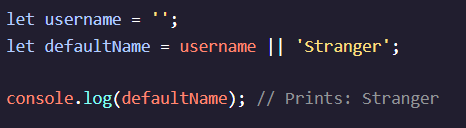 let username = '';
let defaultName = username || 'Stranger';
console.log(defaultName); // Prints: Stranger